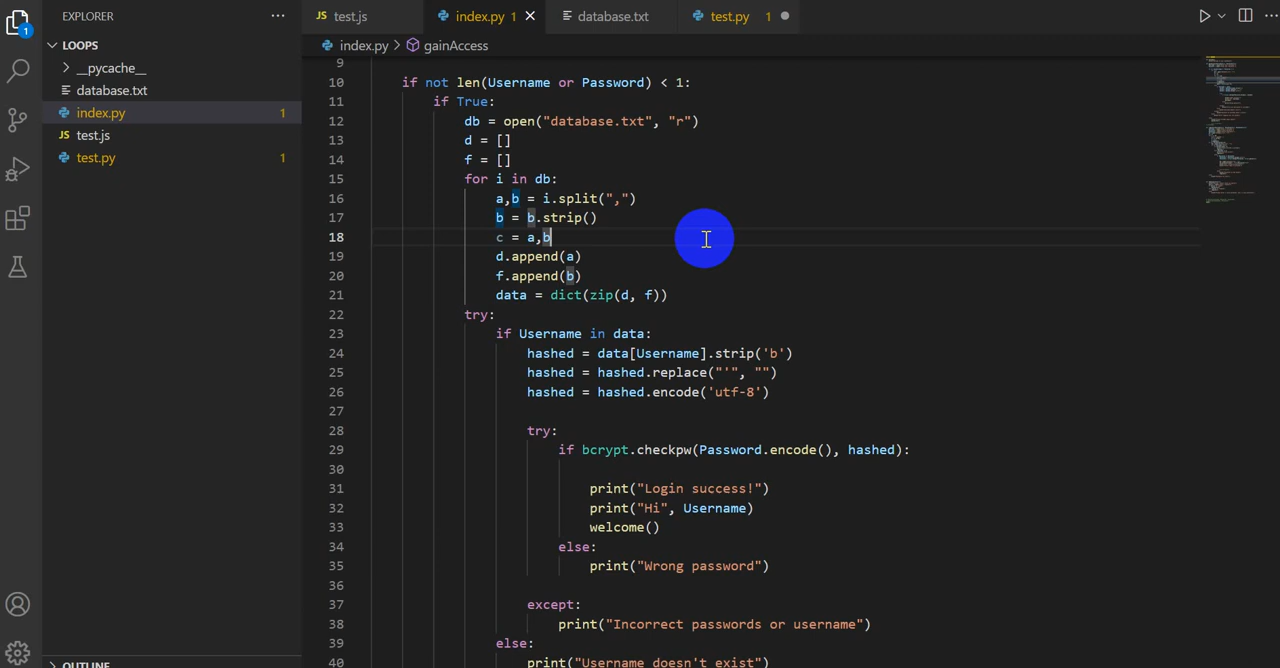 EXPLORER
LOOPS
__pycache__
database.txt
index.py 1
JS test.js
test.py 1
OUTLINE
1
JS test.js
index.py 1
database.txt
test.py 1
index.py > gainAccess
9
10 if not len(Username or Password) < 1:
11 if True:
12 db = open("database.txt", "r")
13 d = []
14 f = []
15 for i in db:
16 a,b = i.split(",")
17 b = b.strip()
18 c = a,b
19 d.append(a)
20 f.append(b)
21 data = dict(zip(d, f))
22 try:
23 if Username in data:
24 hashed = data[Username].strip('b')
25 hashed = hashed.replace("'", "")
26 hashed = hashed.encode('utf-8')
27
28 try:
29 if bcrypt.checkpw(Password.encode(), hashed):
30
31 print("Login success!")
32 print("Hi", Username)
33 welcome()
34 else:
35 print("Wrong password")
36
37 except:
38 print("Incorrect passwords or username")
39 else:
40 print("Username doesn't exist")